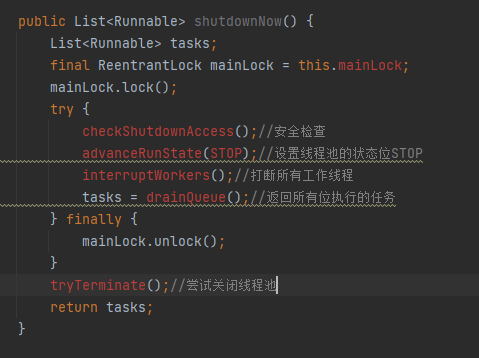 public List<Runnable> shutdownNow() {
    List<Runnable> tasks;
    final ReentrantLock mainLock = this.mainLock;
    mainLock.lock();
    try {
        checkShutdownAccess();//安全检查
        advanceRunState(STOP);//设置线程池的状态位STOP
        interruptWorkers();//打断所有工作线程
        tasks = drainQueue();//返回所有位执行的任务
    } finally {
        mainLock.unlock();
    }
    tryTerminate();//尝试关闭线程池
    return tasks;
}